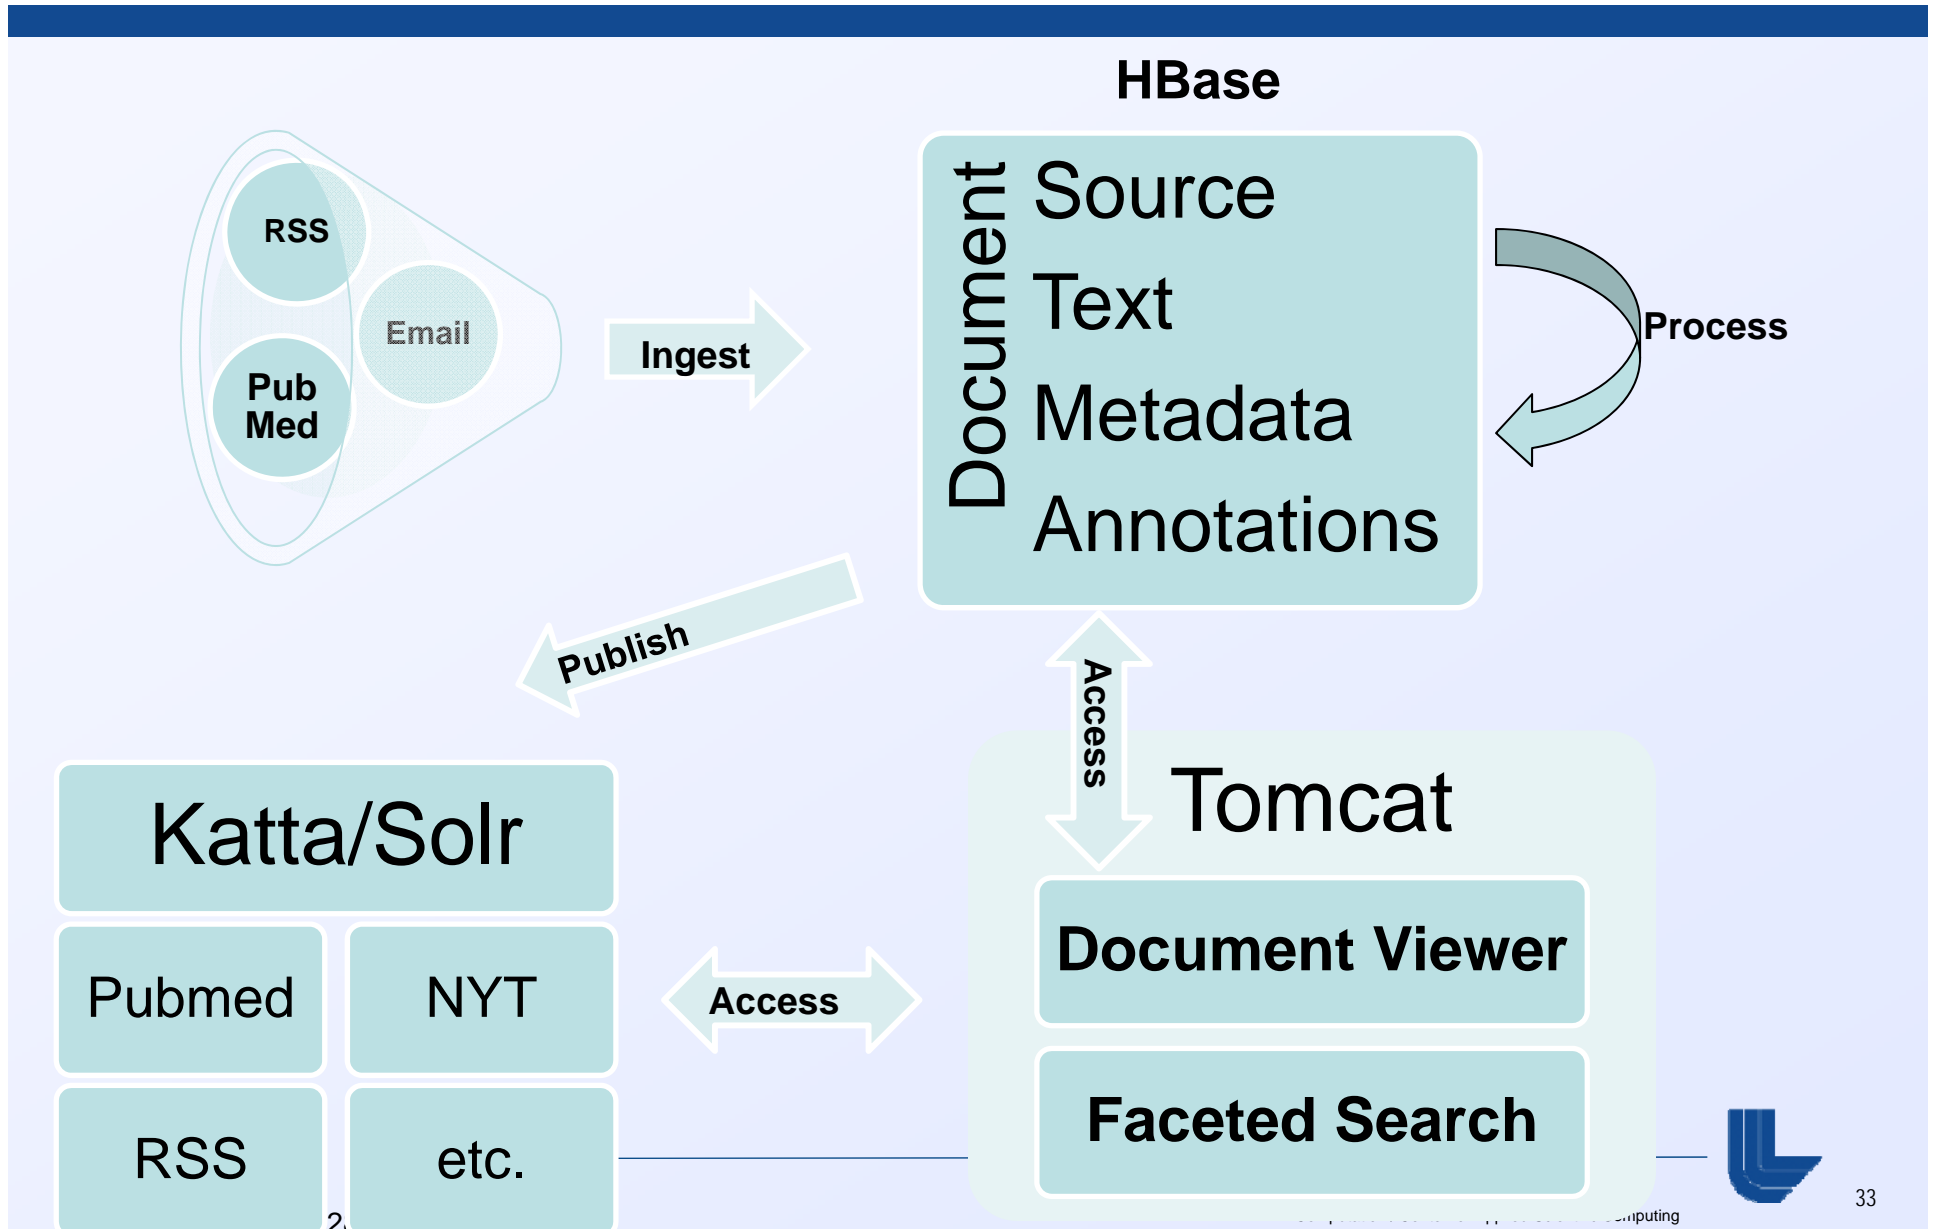 HBase
RSS
Email
Pub
Med
Ingest
Document
Source
Text
Metadata
Annotations
Process
Publish
Access
Tomcat
Katta/Solr
Pubmed
NYT
RSS
etc.
Access
Document Viewer
Faceted Search
33